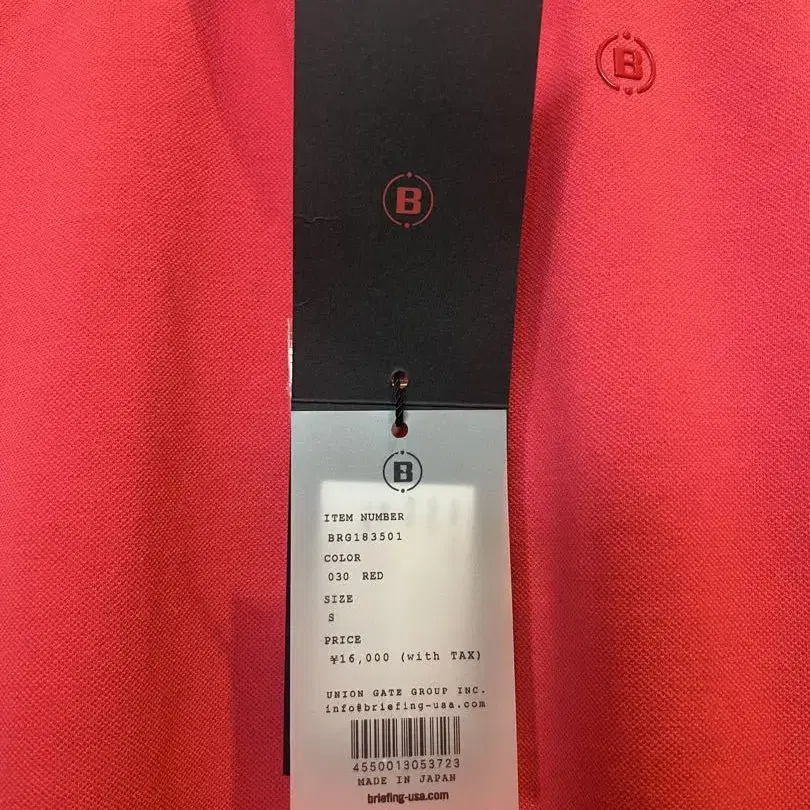 B
B
B
ITEM NUMBER
BRG183501
COLOR
030 RED
SIZE
S
PRICE
¥16,000 (with TAX)
UNION GATE GROUP INC.
info@briefing-usa.com
4550013053723
MADE IN JAPAN
briefing-usa.com